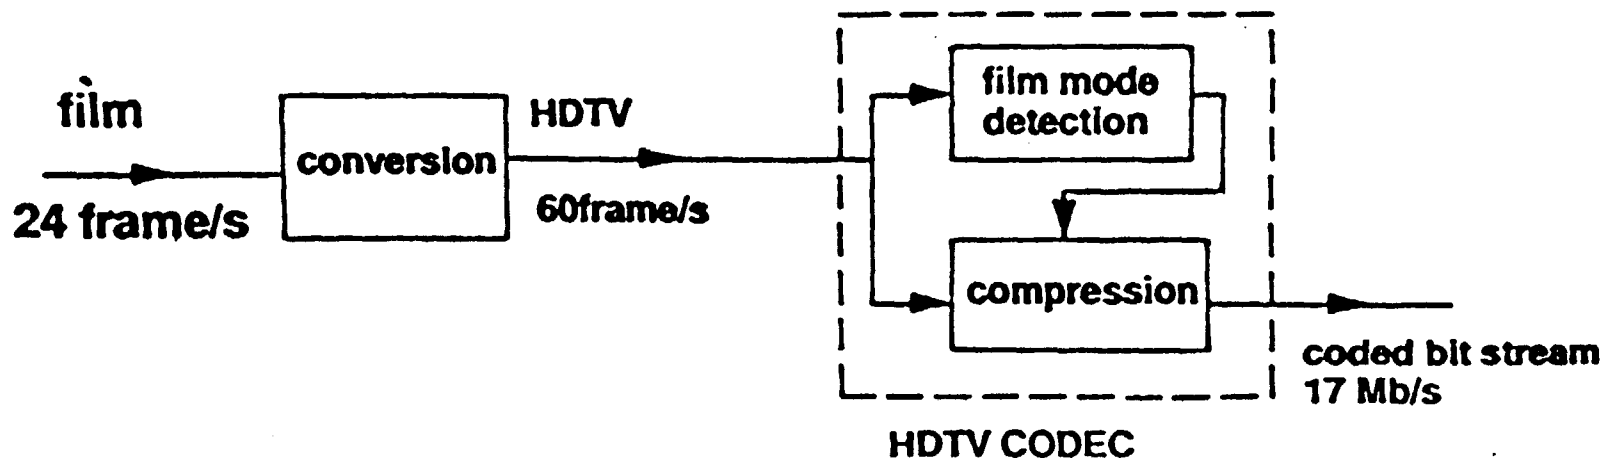 film
24 frame/s
conversion
HDTV
60frame/s
film mode
detection
compression
coded bit stream
17 Mb/s
HDTV CODEC